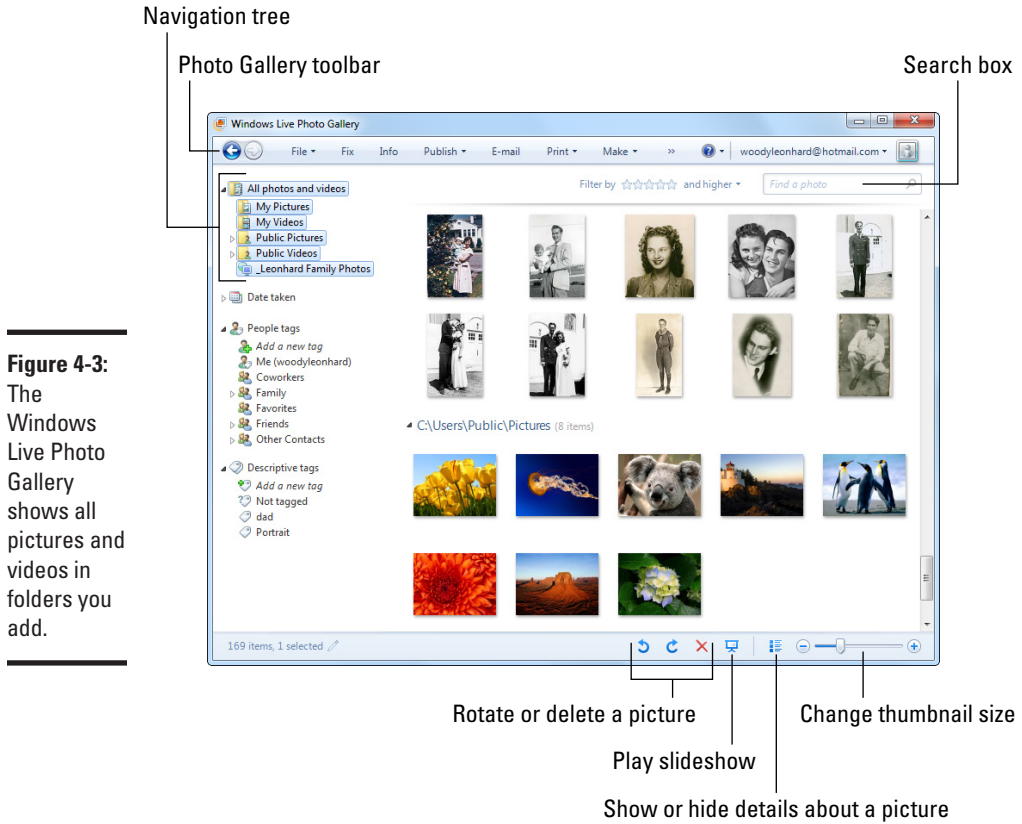 Navigation tree
Photo Gallery toolbar
Search box
Windows Live Photo Gallery
File
Fix
Info
Publish
E-mail
Print
Make
»
?
woodyleonhard@hotmail.com
All photos and videos
Filter by
and higher
Find a photo
My Pictures
My Videos
Public Pictures
Public Videos
_Leonhard Family Photos
Date taken
People tags
Add a new tag
Me (woodyleonhard)
Coworkers
Family
Favorites
Friends
Other Contacts
C:\Users\Public\Pictures (8 items)
Descriptive tags
Add a new tag
Not tagged
dad
Portrait
169 items, 1 selected
Figure 4-3:
The
Windows
Live Photo
Gallery
shows all
pictures and
videos in
folders you
add.
Rotate or delete a picture
Change thumbnail size
Play slideshow
Show or hide details about a picture